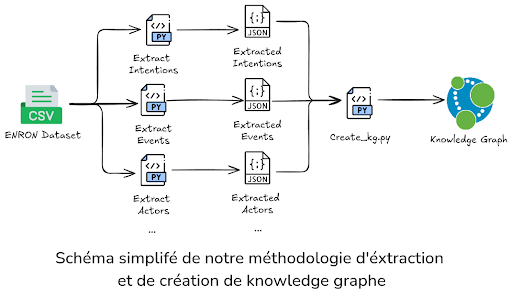 </>
PY
Extract
Intentions
{;}
JSON
Extracted
Intentions
CSV
ENRON Dataset
</>
PY
Extract
Events
{;}
JSON
Extracted
Events
</>
PY
Create_kg.py
Knowledge Graph
</>
PY
Extract
Actors
...
{;}
JSON
Extracted
Actors
...
Schéma simplifé de notre méthodologie d'éxtraction
et de création de knowledge graphe